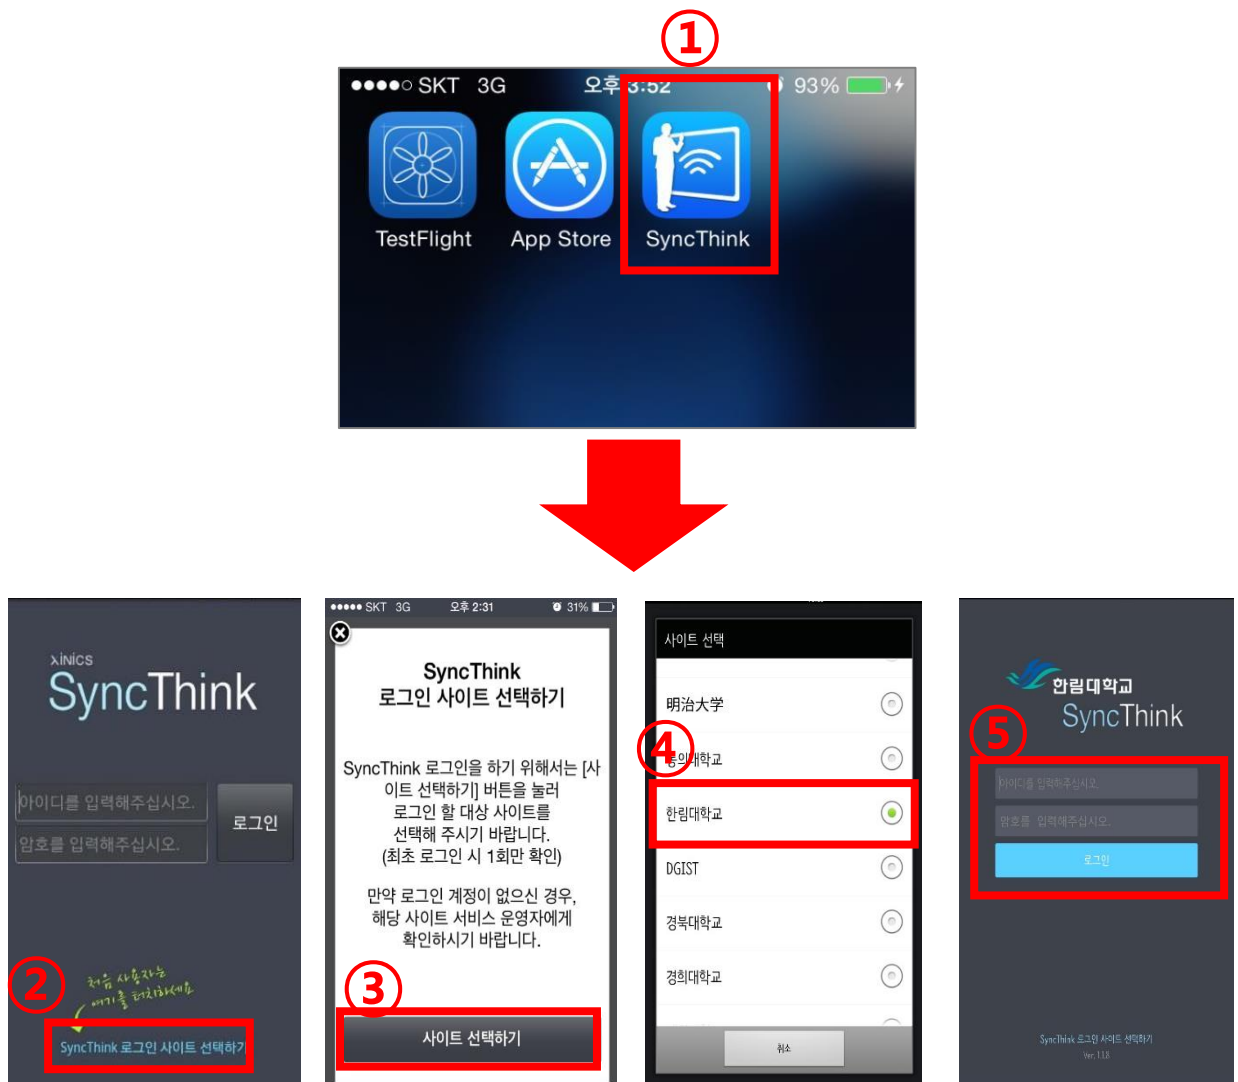 ①
SKT 3G 오후 3:52 93%
TestFlight App Store SyncThink
XINICS
SyncThink
아이디를 입력해주십시오.
암호를 입력해주십시오.
로그인
②
처음 사용자는
여기를 터치하세요
SyncThink 로그인 사이트 선택하기
SKT 3G 오후 2:31 31%
SyncThink
로그인 사이트 선택하기
SyncThink 로그인을 하기 위해서는 [사
이트 선택하기] 버튼을 눌러
로그인 할 대상 사이트를
선택해 주시기 바랍니다.
(최초 로그인 시 1회만 확인)
만약 로그인 계정이 없으신 경우,
해당 사이트 서비스 운영자에게
확인하시기 바랍니다.
③
사이트 선택하기
사이트 선택
明治大学
④
동의대학교
한림대학교
DGIST
경북대학교
경희대학교
취소
한림대학교
SyncThink
⑤
아이디를 입력해주십시오.
암호를 입력해주십시오.
로그인
SyncThink 로그인 사이트 선택하기
Ver. 1.1.8